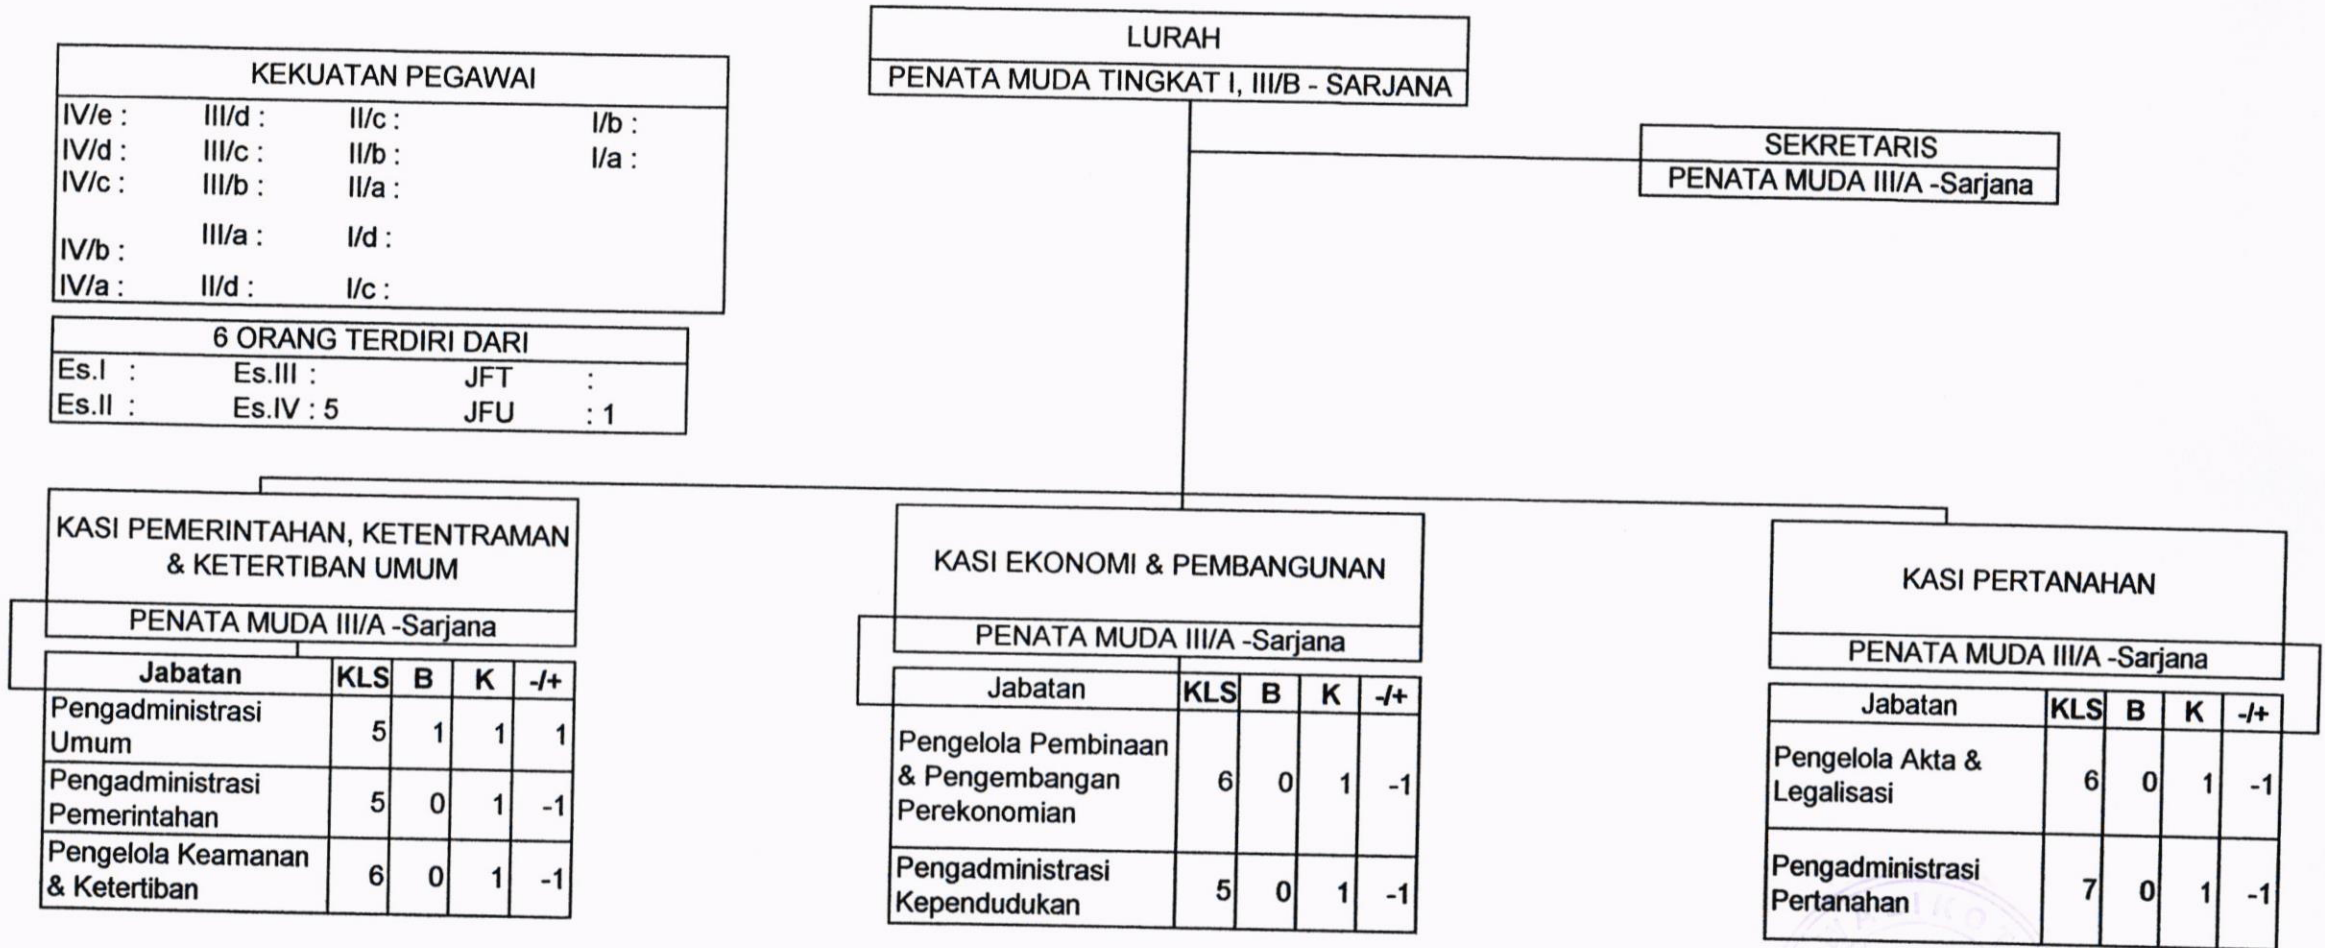 LURAH
PENATA MUDA TINGKAT I, III/B - SARJANA
KEKUATAN PEGAWAI
IV/e : III/d : II/c : I/b :
IV/d : III/c : II/b : I/a :
IV/c : III/b : II/a :
IV/b : III/a : I/d :
IV/a : II/d : I/c :
SEKRETARIS
PENATA MUDA III/A -Sarjana
6 ORANG TERDIRI DARI
Es.I : Es.III : JFT :
Es.II : Es.IV : 5 JFU : 1
KASI PEMERINTAHAN, KETENTRAMAN
& KETERTIBAN UMUM
PENATA MUDA III/A -Sarjana
Jabatan KLS B K -/+
Pengadministrasi
Umum 5 1 1 1
Pengadministrasi
Pemerintahan 5 0 1 -1
Pengelola Keamanan
& Ketertiban 6 0 1 -1
KASI EKONOMI & PEMBANGUNAN
PENATA MUDA III/A -Sarjana
Jabatan KLS B K -/+
Pengelola Pembinaan
& Pengembangan 6 0 1 -1
Perekonomian
Pengadministrasi
Kependudukan 5 0 1 -1
KASI PERTANAHAN
PENATA MUDA III/A -Sarjana
Jabatan KLS B K -/+
Pengelola Akta &
Legalisasi 6 0 1 -1
Pengadministrasi
Pertanahan 7 0 1 -1